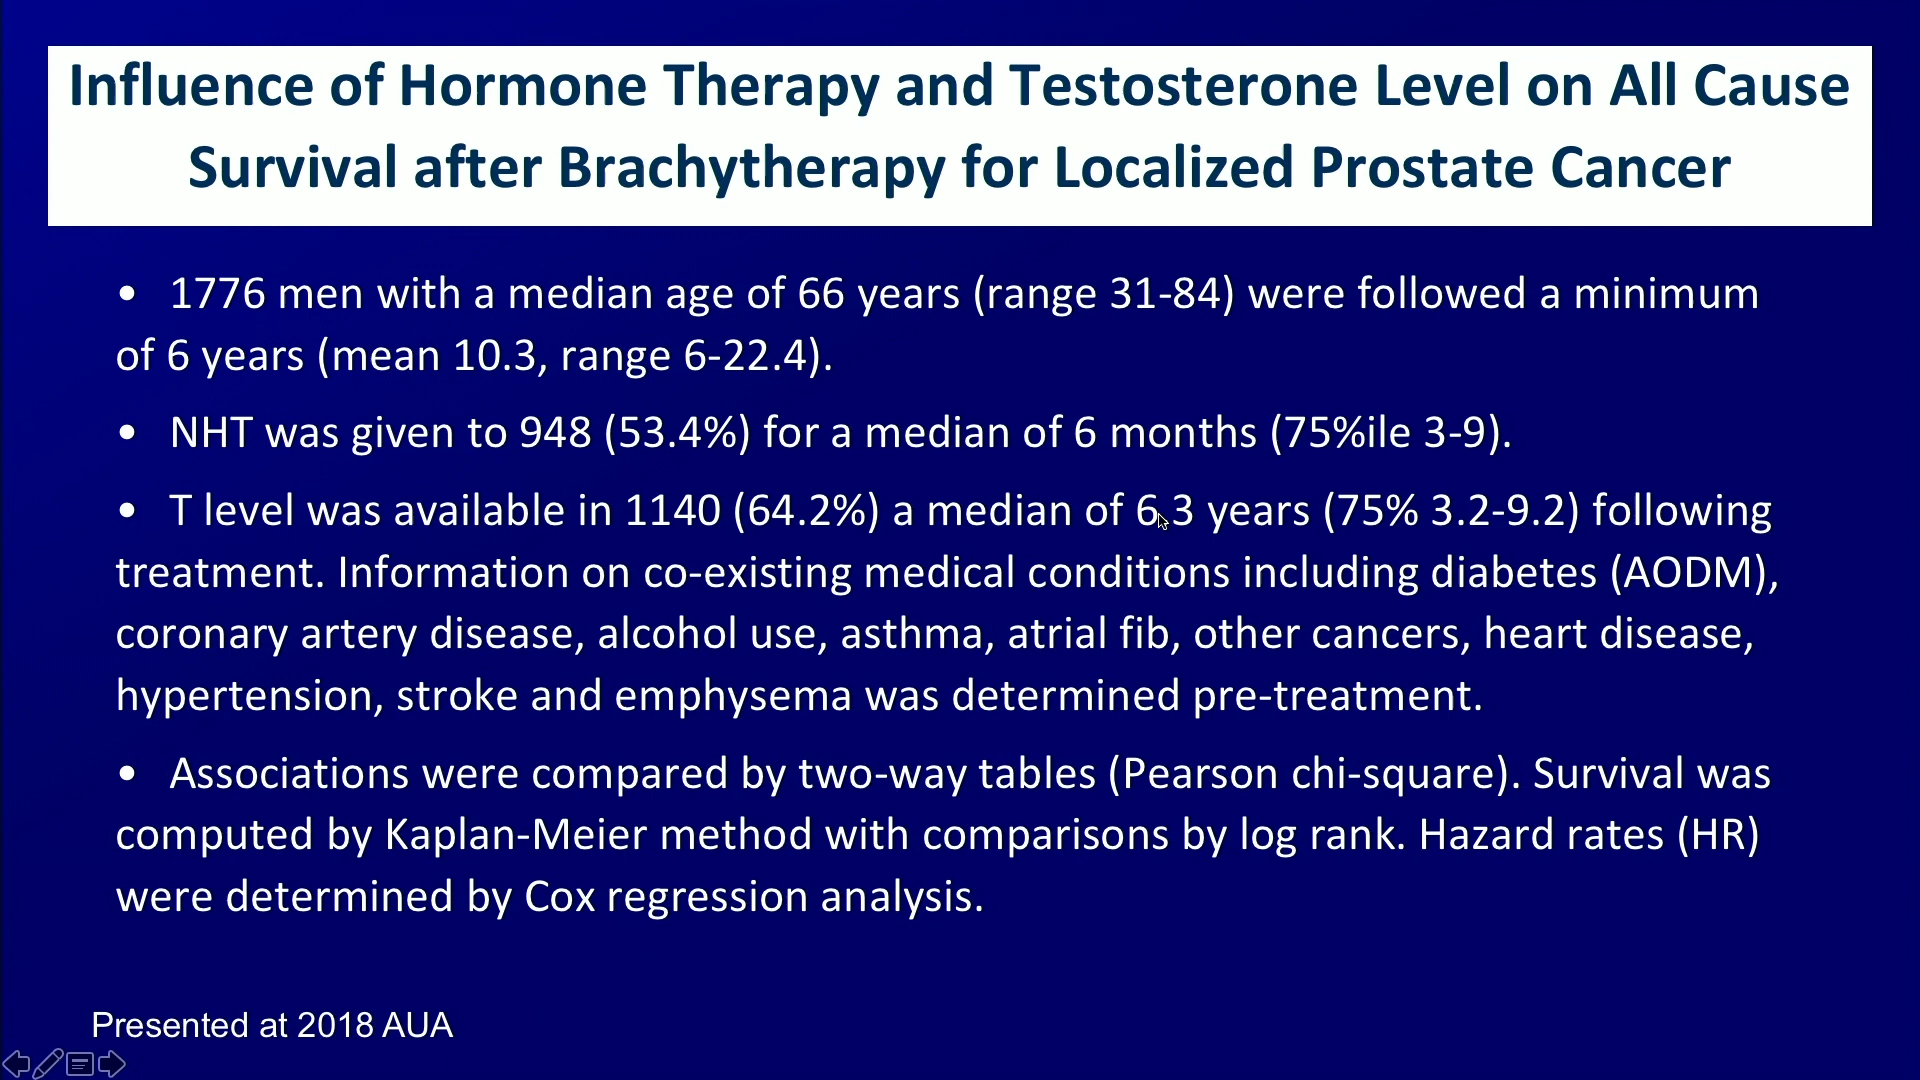 Influence of Hormone Therapy and Testosterone Level on All Cause
Survival after Brachytherapy for Localized Prostate Cancer
• 1776 men with a median age of 66 years (range 31-84) were followed a minimum
of 6 years (mean 10.3, range 6-22.4).
• NHT was given to 948 (53.4%) for a median of 6 months (75%ile 3-9).
• T level was available in 1140 (64.2%) a median of 6.3 years (75% 3.2-9.2) following
treatment. Information on co-existing medical conditions including diabetes (AODM),
coronary artery disease, alcohol use, asthma, atrial fib, other cancers, heart disease,
hypertension, stroke and emphysema was determined pre-treatment.
• Associations were compared by two-way tables (Pearson chi-square). Survival was
computed by Kaplan-Meier method with comparisons by log rank. Hazard rates (HR)
were determined by Cox regression analysis.
Presented at 2018 AUA